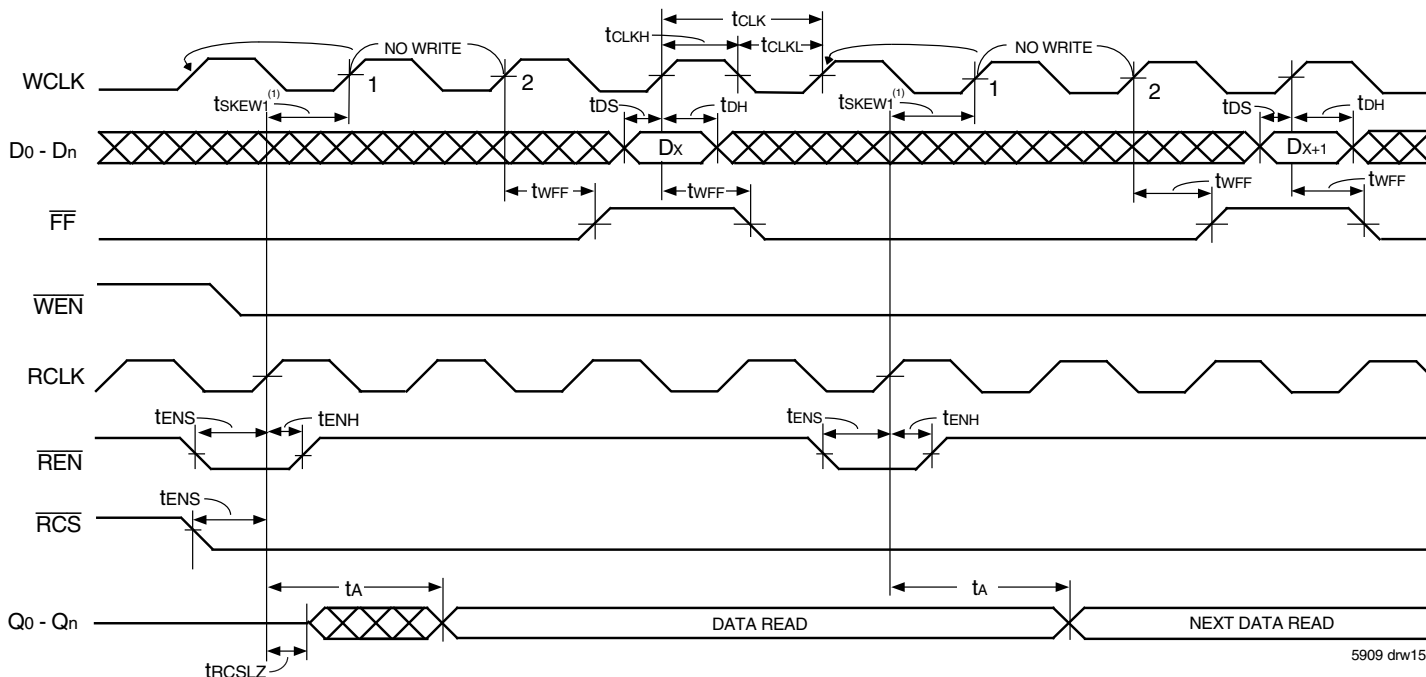 tCLK
tCLKH tCLKL
NO WRITE NO WRITE
WCLK 1 2 1 2
tSKEW1(1) tDS tDH tSKEW1(1) tDS tDH
D0 - Dn DX DX+1
tWFF tWFF tWFF tWFF
FF
WEN
RCLK
tENS tENH tENS tENH
REN
tENS
RCS
tA tA
Q0 - Qn DATA READ NEXT DATA READ
tRCSLZ
5909 drw15